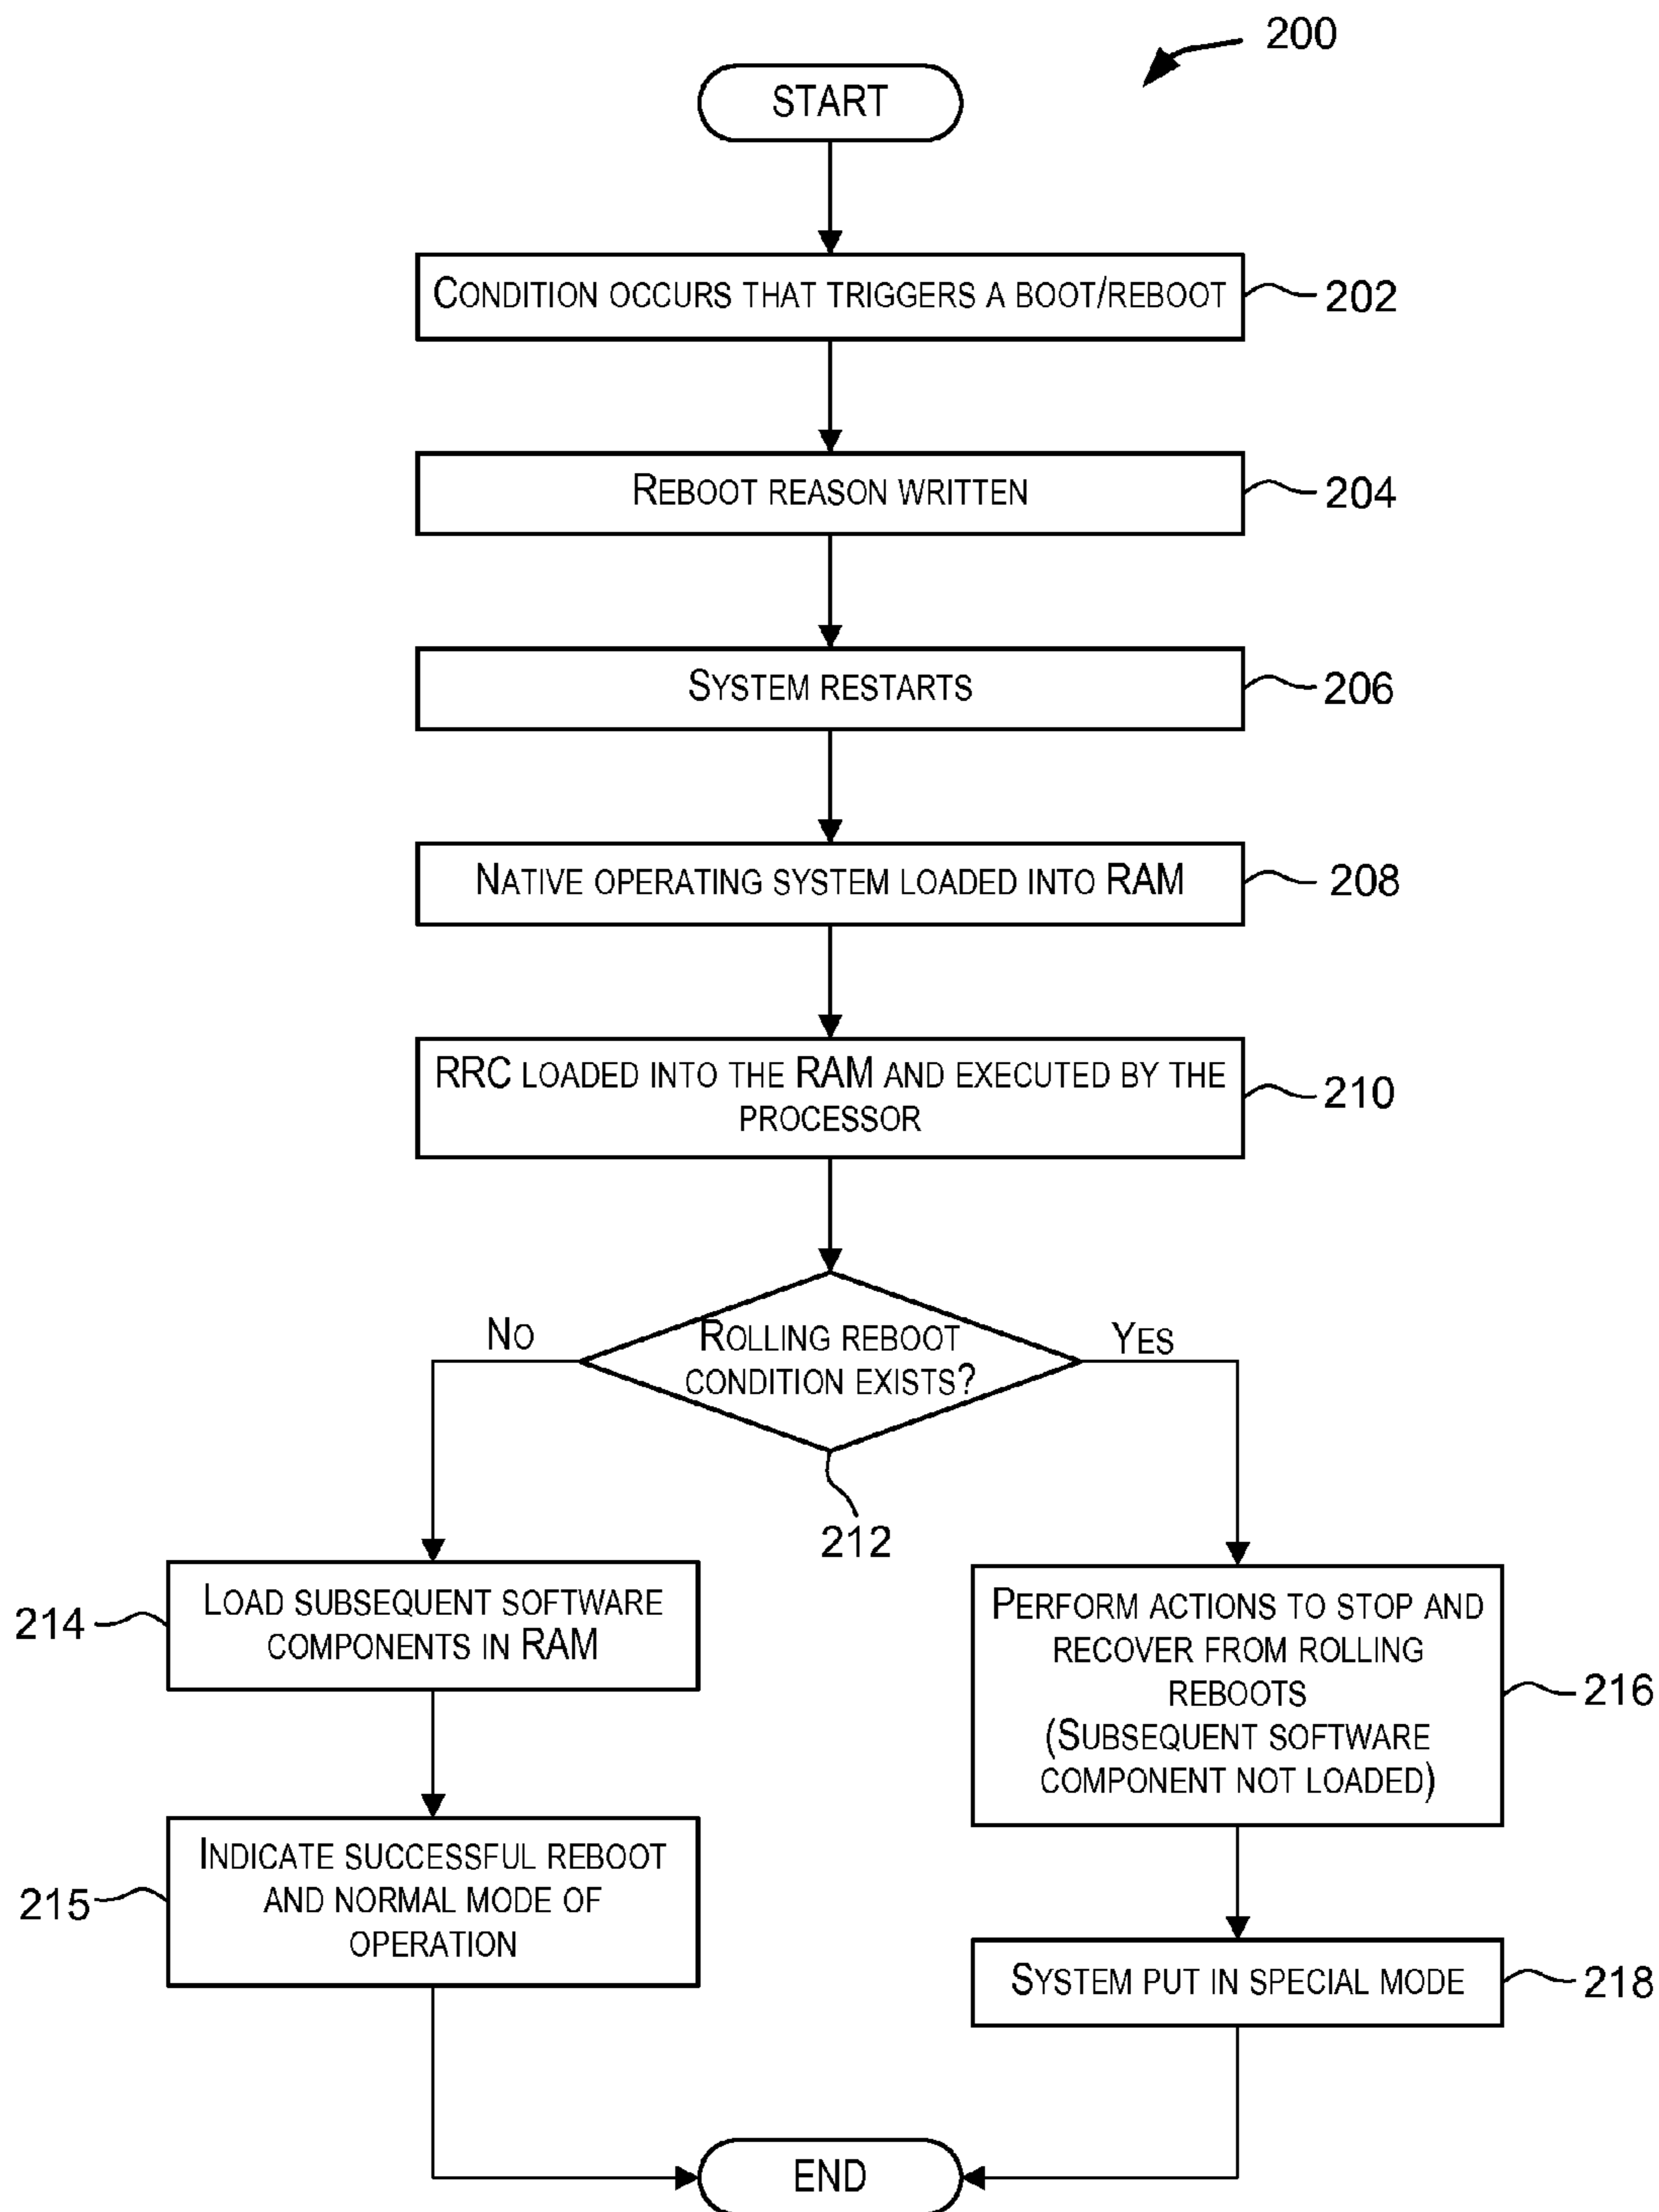 200
START
CONDITION OCCURS THAT TRIGGERS A BOOT/REBOOT
202
REBOOT REASON WRITTEN
204
SYSTEM RESTARTS
206
NATIVE OPERATING SYSTEM LOADED INTO RAM
208
RRC LOADED INTO THE RAM AND EXECUTED BY THE
PROCESSOR
210
NO
ROLLING REBOOT
CONDITION EXISTS?
YES
212
214
LOAD SUBSEQUENT SOFTWARE
COMPONENTS IN RAM
PERFORM ACTIONS TO STOP AND
RECOVER FROM ROLLING
REBOOTS
(SUBSEQUENT SOFTWARE
COMPONENT NOT LOADED)
216
215
INDICATE SUCCESSFUL REBOOT
AND NORMAL MODE OF
OPERATION
SYSTEM PUT IN SPECIAL MODE
218
END